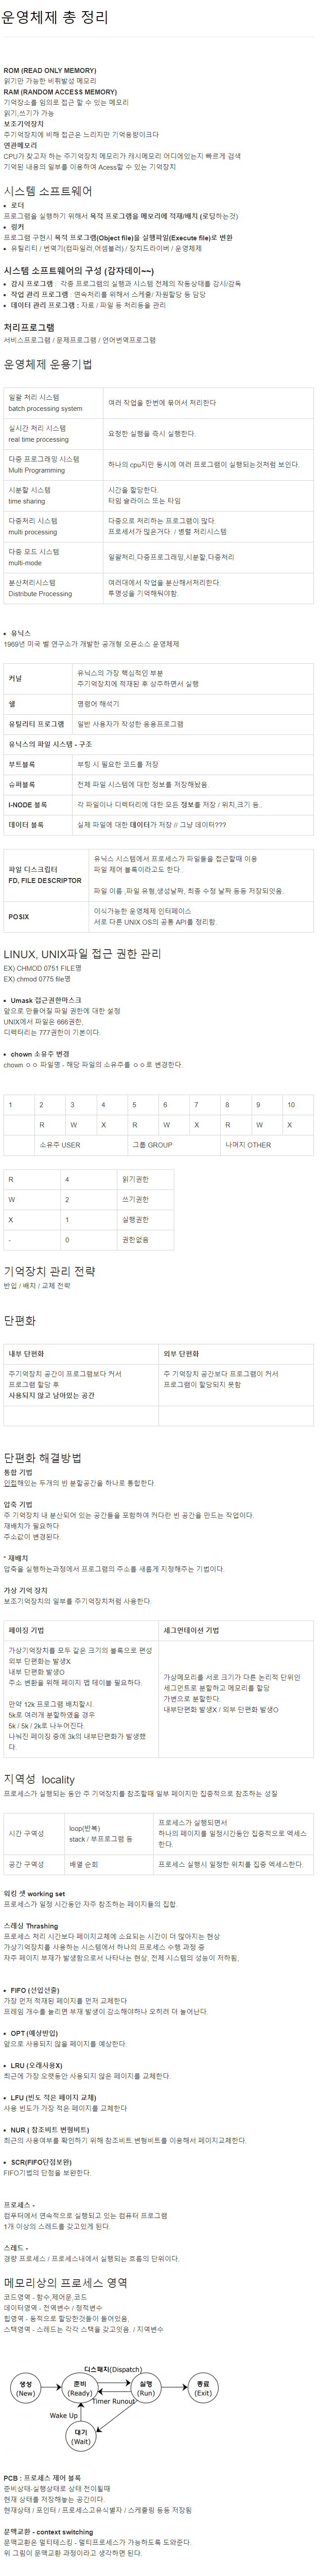 운영체제 총 정리
ROM (READ ONLY MEMORY)
읽기만 가능한 비휘발성 메모리
RAM (RANDOM ACCESS MEMORY)
기억장소를 임의로 접근 할 수 있는 메모리
읽기,쓰기가 가능
보조기억장치
주기억장치에 비해 접근은 느리지만 기억용량이크다
연관메모리
CPU가 찾고자 하는 주기억장치 메모리가 캐시메모리 어디에있는지 빠르게 검색
기억된 내용의 일부를 이용하여 Acess할 수 있는 기억장치
시스템 소프트웨어
• 로더
프로그램을 실행하기 위해서 목적 프로그램을 메모리에 적재/배치 (로딩하는것)
• 링커
프로그램 구현시 목적 프로그램(Object file)을 실행파일(Execute file)로 변환
• 유틸리티 / 번역기(컴파일러,어셈블러) / 장치드라이버 / 운영체제
시스템 소프트웨어의 구성 (감자데이~~)
• 감시 프로그램 : 각종 프로그램의 실행과 시스템 전체의 작동상태를 감시/감독
• 작업 관리 프로그램 : 연속처리를 위해서 스케줄/ 자원할당 등 담당
• 데이터 관리 프로그램 : 자료 / 파일 등 처리등을 관리
처리프로그램
서비스프로그램 / 문제프로그램 / 언어번역프로그램
운영체제 운용기법
일괄 처리 시스템
batch processing system
여러 작업을 한번에 묶어서 처리한다
실시간 처리 시스템
real time processing
요청한 실행을 즉시 실행한다.
다중 프로그래밍 시스템
Multi Programming
하나의 cpu지만 동시에 여러 프로그램이 실행되는것처럼 보인다.
시분할 시스템
time sharing
시간을 할당한다.
타임 슬라이스 또는 타임
다중처리 시스템
multi processing
다중으로 처리하는 프로그램이 많다.
프로세서가 많은거다. / 병렬 처리시스템
다중 모드 시스템
multi-mode
일괄처리,다중프로그래밍,시분할,다중처리
분산처리시스템
Distribute Processing
여러대에서 작업을 분산해서처리한다.
투명성을 기억해둬야함.
• 유닉스
1969년 미국 벨 연구소가 개발한 공개형 오픈소스 운영체제
커널
유닉스의 가장 핵심적인 부분
주기억장치에 적재된 후 상주하면서 실행
쉘
명령어 해석기
유틸리티 프로그램
일반 사용자가 작성한 응용프로그램
유닉스의 파일 시스템 - 구조
부트블록
부팅 시 필요한 코드를 저장
슈퍼블록
전체 파일 시스템에 대한 정보를 저장해놨음.
I-NODE 블록
각 파일이나 디렉터리에 대한 모든 정보를 저장 / 위치,크기 등..
데이터 블록
실제 파일에 대한 데이터가 저장 // 그냥 데이터???
파일 디스크립터
FD, FILE DESCRIPTOR
유닉스 시스템에서 프로세스가 파일들을 접근할때 이용
파일 제어 블록이라고도 한다..
파일 이름 ,파일 유형,생성날짜, 최종 수정 날짜 등등 저장되잇음.
POSIX
이식가능한 운영체제 인터페이스
서로 다른 UNIX OS의 공통 API를 정리함.
LINUX, UNIX파일 접근 권한 관리
EX) CHMOD 0751 FILE명
EX) chmod 0775 file명
• Umask 접근권한마스크
앞으로 만들어질 파일 권한에 대한 설정
UNIX에서 파일은 666권한,
디렉터리는 777권한이 기본이다.
• chown 소유주 변경
chown ㅇㅇ 파일명 - 해당 파일의 소유주를 ㅇㅇ로 변경한다.
1 2 3 4 5 6 7 8 9 10
R W X R W X R W X
소유주 USER 그룹 GROUP 나머지 OTHER
R 4 읽기권한
W 2 쓰기권한
X 1 실행권한
- 0 권한없음
기억장치 관리 전략
반입 / 배치 / 교체 전략
단편화
내부 단편화 외부 단편화
주기억장치 공간이 프로그램보다 커서
프로그램 할당 후
사용되지 않고 남아있는 공간
주 기억장치 공간보다 프로그램이 커서
프로그램이 할당되지 못함
단편화 해결방법
통합 기법
인접해있는 두개의 빈 분할공간을 하나로 통합한다.
압축 기법
주 기억장치 내 분산되어 있는 공간들을 포함하여 커다란 빈 공간을 만드는 작업이다.
재배치가 필요하다
주소값이 변경된다.
* 재배치
압축을 실행하는과정에서 프로그램의 주소를 새롭게 지정해주는 기법이다.
가상 기억 장치
보조기억장치의 일부를 주기억장치처럼 사용한다.
페이징 기법 세그먼테이션 기법
가상기억장치를 모두 같은 크기의 블록으로 편성
외부 단편화는 발생X
내부 단편화 발생O
주소 변환을 위해 페이지 맵 테이블 필요하다.
만약 12k 프로그램 배치할시.
5k로 여러개 분할하였을 경우
5k / 5k / 2k로 나누어진다.
나눠진 페이징 중에 3k의 내부단편화가 발생했
다.
가상메모리를 서로 크기가 다른 논리적 단위인
세그먼트로 분할하고 메모리를 할당
가변으로 분할한다.
내부단편화 발생X / 외부 단편화 발생O
지역성 locality
프로세스가 실행되는 동안 주 기억장치를 참조할때 일부 페이지만 집중적으로 참조하는 성질
시간 구역성
loop(반복)
stack / 부프로그램 등
프로세스가 실행되면서
하나의 페이지를 일정시간동안 집중적으로 엑세스
한다.
공간 구역성
배열 순회
프로세스 실행시 일정한 위치를 집중 엑세스한다.
워킹 셋 working set
프로세스가 일정 시간동안 자주 참조하는 페이지들의 집합.
스레싱 Thrashing
프로세스 처리 시간보다 페이지교체에 소요되는 시간이 더 많아지는 현상
가상기억장치를 사용하는 시스템에서 하나의 프로세스 수행 과정 중
자주 페이지 부재가 발생함으로서 나타나는 현상, 전체 시스템의 성능이 저하됨,
• FIFO (선입선출)
가장 먼저 적재된 페이지를 먼저 교체한다
프레임 개수를 늘리면 부재 발생이 감소해야하나 오히려 더 늘어난다.
• OPT (예상반입)
앞으로 사용되지 않을 페이지를 예상한다.
• LRU (오래사용X)
최근에 가장 오랫동안 사용되지 않은 페이지를 교체한다.
• LFU (빈도 적은 페이지 교체)
사용 빈도가 가장 적은 페이지를 교체한다
• NUR ( 참조비트 변형비트)
최근의 사용여부를 확인하기 위해 참조비트 변형비트를 이용해서 페이지교체한다.
• SCR(FIFO단점보완)
FIFO기법의 단점을 보완한다.
프로세스 -
컴푸터에서 연속적으로 실행되고 있는 컴퓨터 프로그램
1개 이상의 스레드를 갖고있게 된다.
스레드 -
경량 프로세스 / 프로세스내에서 실행되는 흐름의 단위이다.
메모리상의 프로세스 영역
코드영역 - 함수,제어문,코드
데이터영역 - 전역변수 / 정적변수
힙영역 - 동적으로 할당한것들이 들어있음,
스택영역 - 스레드는 각각 스택을 갖고잇음. / 지역변수
디스패치(Dispatch)
생성
(New)
준비
(Ready)
실행
(Run)
종료
(Exit)
Timer Runout
Wake Up
대기
(Wait)
PCB : 프로세스 제어 블록
준비상태-실행상태로 상태 전이될때
현재 상태를 저장해놓는 공간이다.
현재상태 / 포인터 / 프로세스고유식별자 / 스케줄링 등등 저장됨
문맥교환 - context switching
문맥교환은 멀티테스킹 - 멀티프로세스가 가능하도록 도와준다.
위 그림이 문맥교환 과정이라고 생각하면 된다.